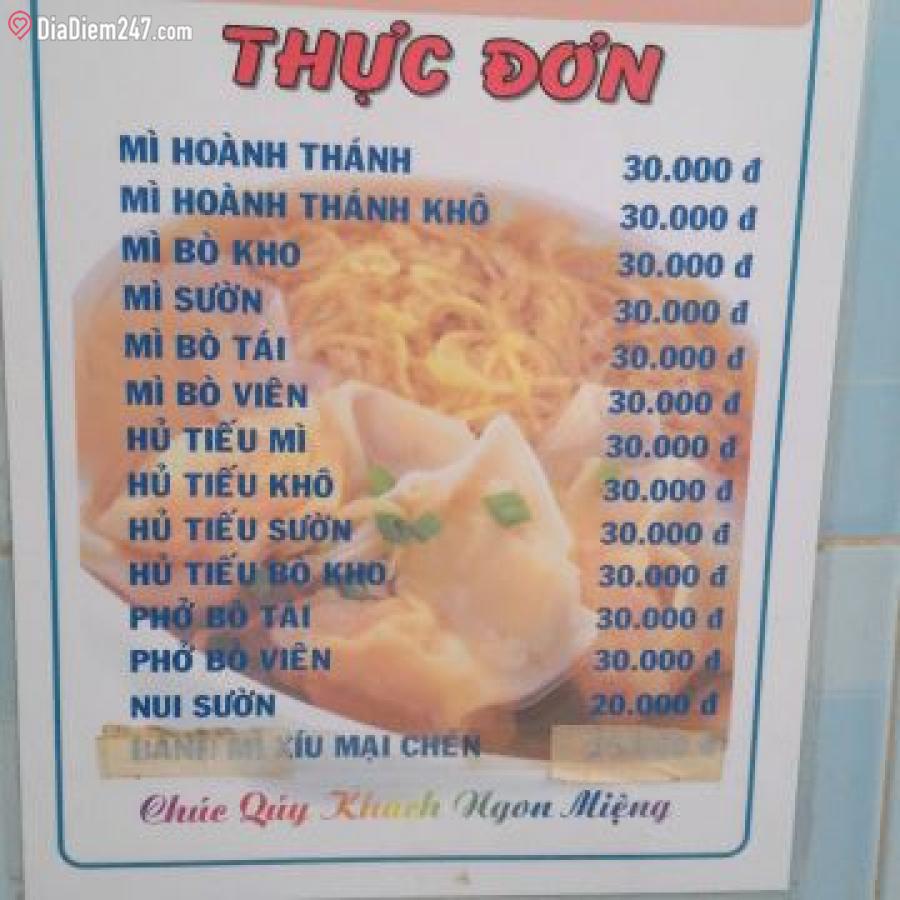 DiaDiem247.com
THỰC ĐƠN
MÌ HOÀNH THÁNH 30.000 đ
MÌ HOÀNH THÁNH KHÔ 30.000 đ
MÌ BÒ KHO 30.000 đ
MÌ SƯỜN 30.000 đ
MÌ BÒ TÁI 30.000 đ
MÌ BÒ VIÊN 30.000 đ
HỦ TIẾU MÌ 30.000 đ
HỦ TIẾU KHÔ 30.000 đ
HỦ TIẾU SƯỜN 30.000 đ
HỦ TIẾU BÒ KHO 30.000 đ
PHỞ BÒ TÁI 30.000 đ
PHỞ BÒ VIÊN 30.000 đ
NUI SƯỜN 20.000 đ
BÁNH MÌ XÍU MẠI CHÉN
Chúc Qúy Khách Ngon Miệng